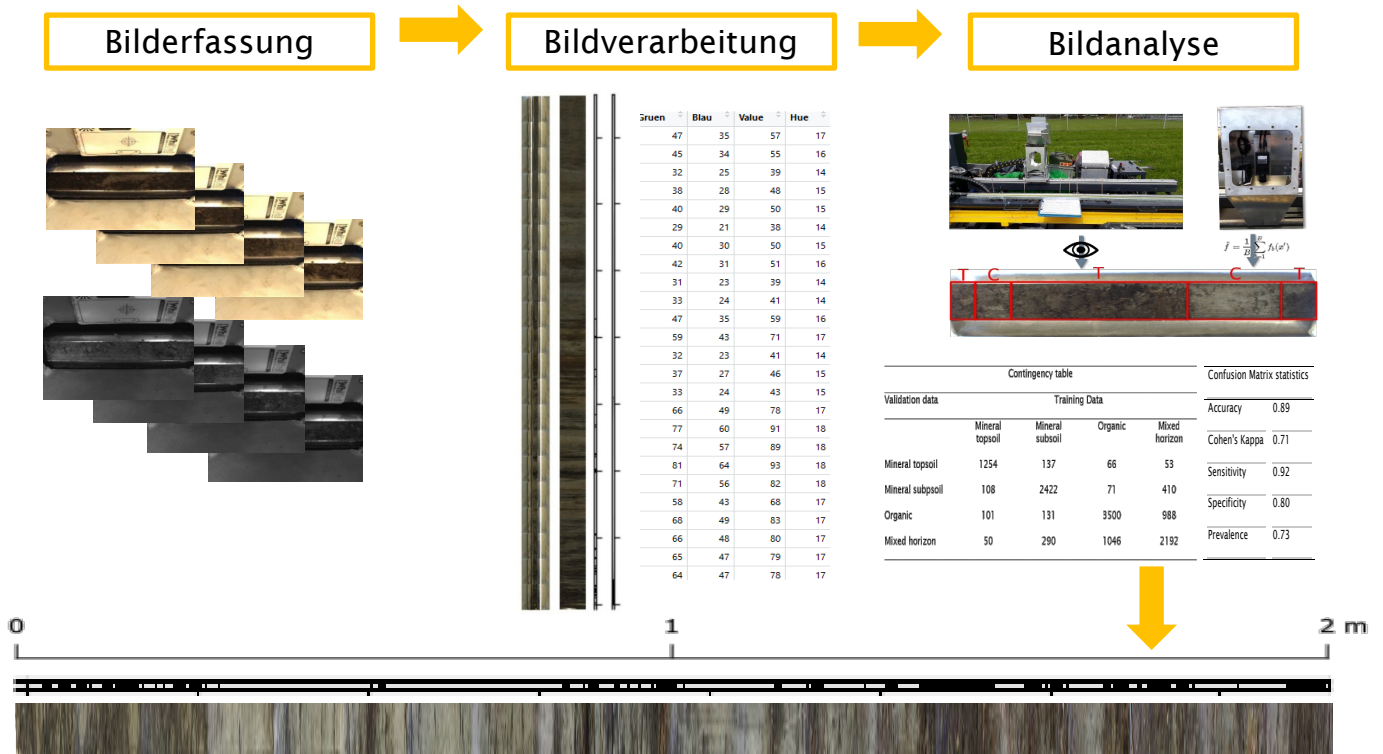 Bilderfassung
Bildverarbeitung
Bildanalyse
Gruen Blau Value Hue
47 35 57 17
45 34 55 16
32 25 39 14
38 28 48 15
40 29 50 15
29 21 38 14
40 30 50 15
42 31 51 16
31 23 39 14
33 24 41 14
47 35 59 16
59 43 71 17
32 23 41 14
37 27 46 15
33 24 43 15
66 49 78 17
77 60 91 18
74 57 89 18
81 64 93 18
71 56 82 18
58 43 68 17
68 49 83 17
66 48 80 17
65 47 79 17
64 47 78 17
T C T C T
Contingency table
Validation data Training Data
Mineral topsoil Mineral subsoil Organic Mixed horizon
Mineral topsoil 1254 137 66 53
Mineral subpsoil 108 2422 71 410
Organic 101 131 3500 988
Mixed horizon 50 290 1046 2192
Confusion Matrix statistics
Accuracy 0.89
Cohen's Kappa 0.71
Sensitivity 0.92
Specificity 0.80
Prevalence 0.73
0 1 2 m